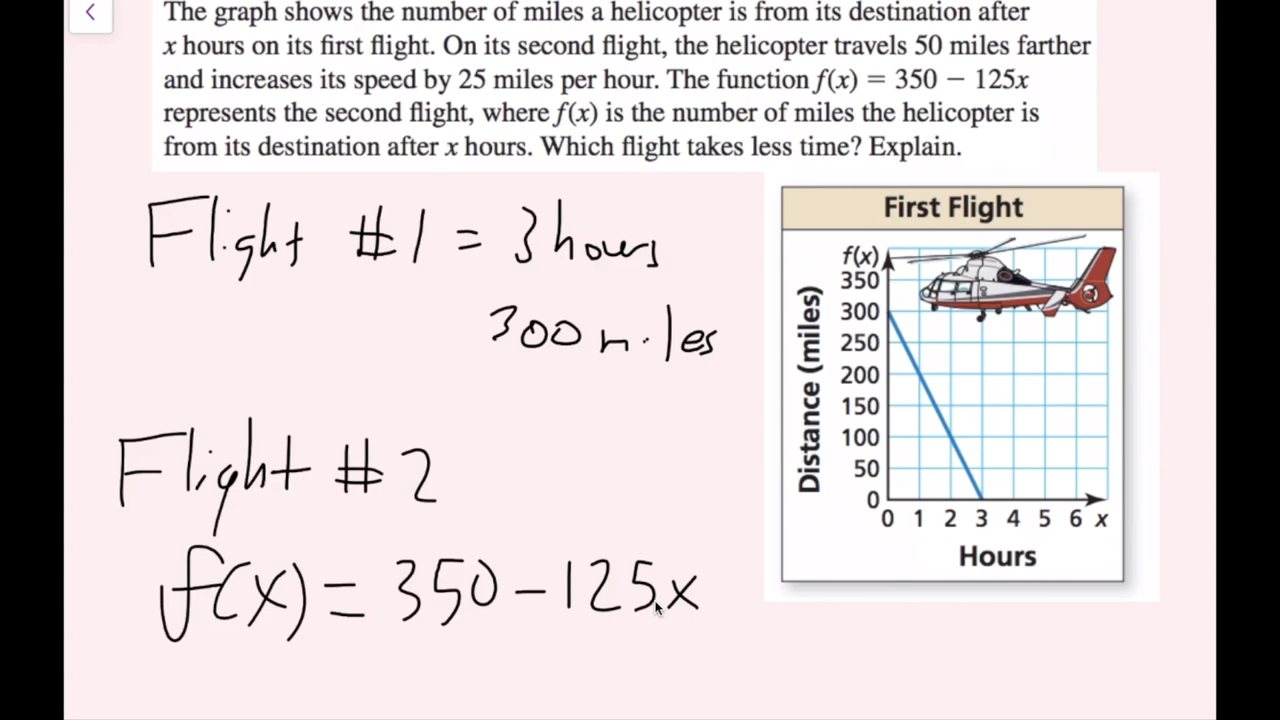 The graph shows the number of miles a helicopter is from its destination after
x hours on its first flight. On its second flight, the helicopter travels 50 miles farther
and increases its speed by 25 miles per hour. The function f(x) = 350 − 125x
represents the second flight, where f(x) is the number of miles the helicopter is
from its destination after x hours. Which flight takes less time? Explain.
Flight #1 = 3 hours
300 miles
Flight #2
f(x) = 350 − 125x
First Flight
f(x)
350
300
250
200
150
100
50
0
Distance (miles)
0 1 2 3 4 5 6 x
Hours